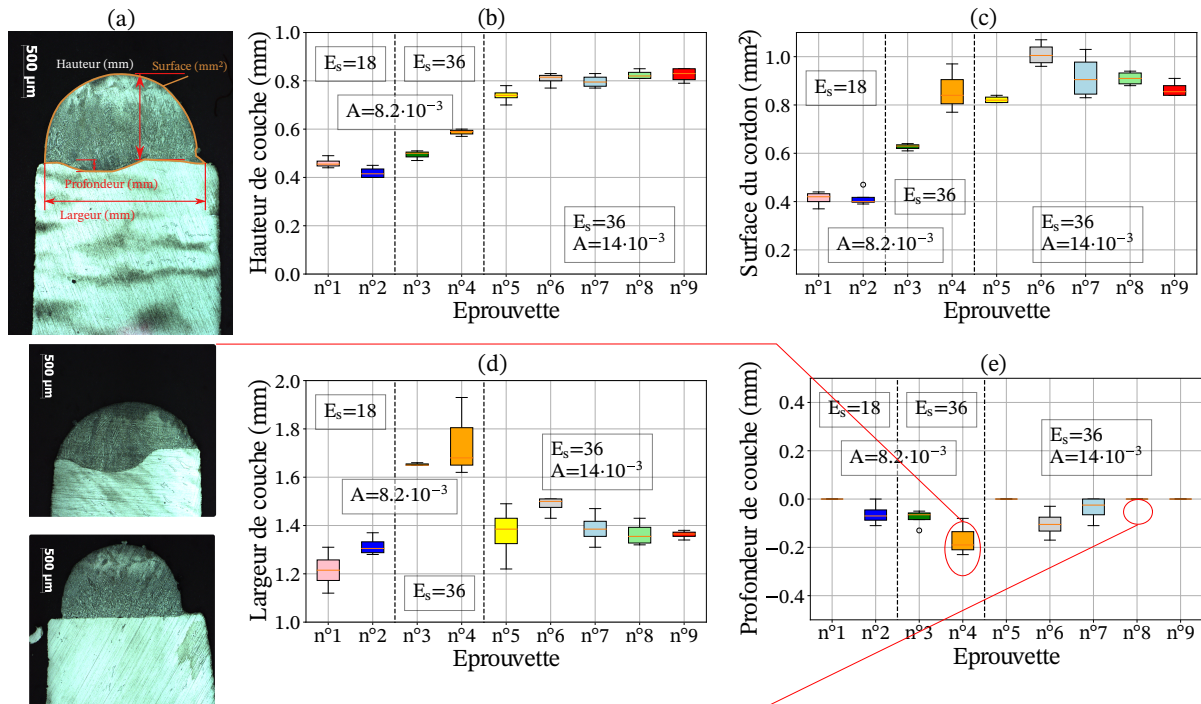 (a)
500 µm
Hauteur (mm)
Surface (mm²)
Profondeur (mm)
Largeur (mm)
500 µm
500 µm
(b)
Hauteur de couche (mm)
1.0
0.8
0.6
0.4
0.2
0.0
Eₛ=18
Eₛ=36
A=8.2·10⁻³
Eₛ=36
A=14·10⁻³
n°1 n°2 n°3 n°4 n°5 n°6 n°7 n°8 n°9
Eprouvette
(c)
Surface du cordon (mm²)
1.0
0.8
0.6
0.4
0.2
Eₛ=18
Eₛ=36
A=8.2·10⁻³
Eₛ=36
A=14·10⁻³
n°1 n°2 n°3 n°4 n°5 n°6 n°7 n°8 n°9
Eprouvette
(d)
Largeur de couche (mm)
2.0
1.8
1.6
1.4
1.2
1.0
Eₛ=18
Eₛ=36
A=14·10⁻³
A=8.2·10⁻³
Eₛ=36
n°1 n°2 n°3 n°4 n°5 n°6 n°7 n°8 n°9
Eprouvette
(e)
Profondeur de couche (mm)
0.4
0.2
0.0
−0.2
−0.4
Eₛ=18
Eₛ=36
A=8.2·10⁻³
Eₛ=36
A=14·10⁻³
n°1 n°2 n°3 n°4 n°5 n°6 n°7 n°8 n°9
Eprouvette